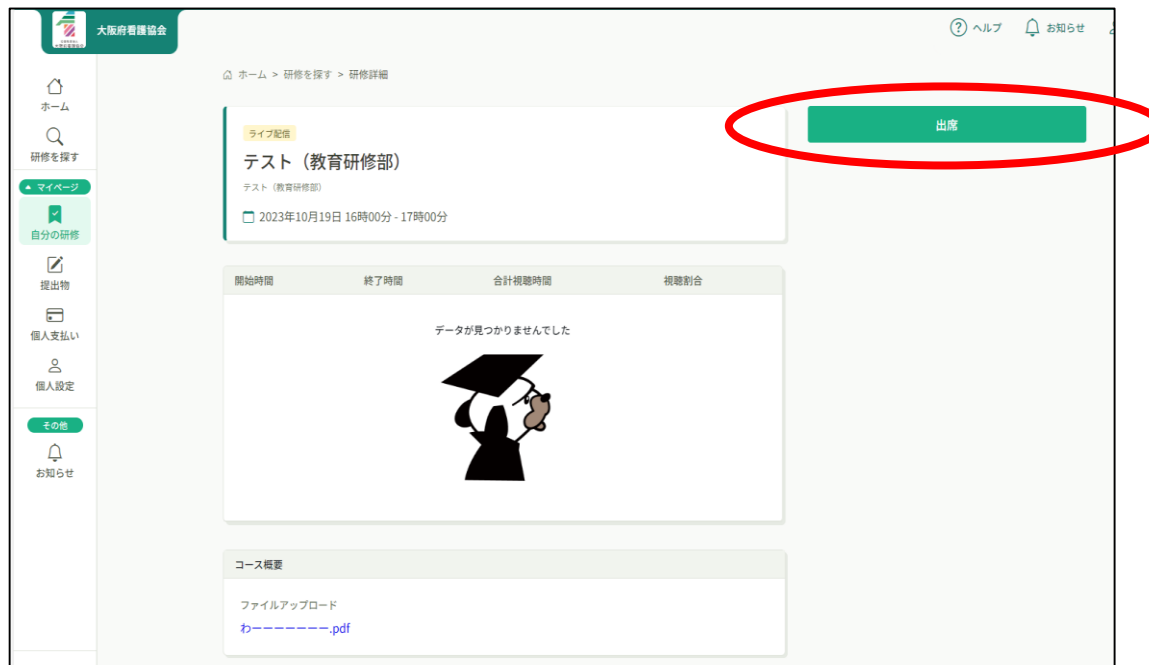 大阪府看護協会
ヘルプ
お知らせ
ホーム
研修を探す
マイページ
自分の研修
提出物
個人支払い
個人設定
その他
お知らせ
ホーム > 研修を探す > 研修詳細
ライブ配信
テスト（教育研修部）
テスト（教育研修部）
2023年10月19日 16時00分 - 17時00分
出席
開始時間 終了時間 合計視聴時間 視聴割合
データが見つかりませんでした
コース概要
ファイルアップロード
わーーーーーーー.pdf